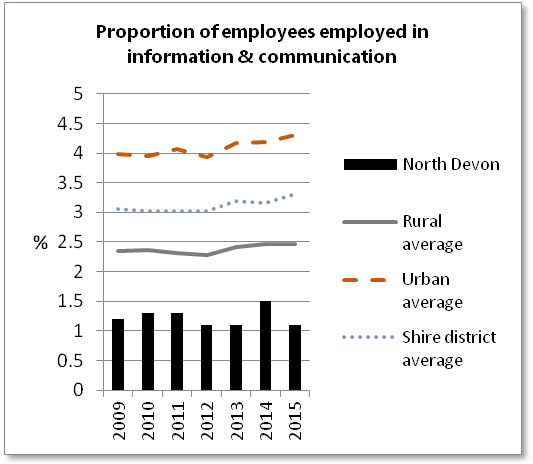 Proportion of employees employed in
information & communication
5
4.5
4
3.5
3
2.5
2
1.5
1
0.5
0
%
2009
2010
2011
2012
2013
2014
2015
North Devon
Rural
average
Urban
average
Shire district
average